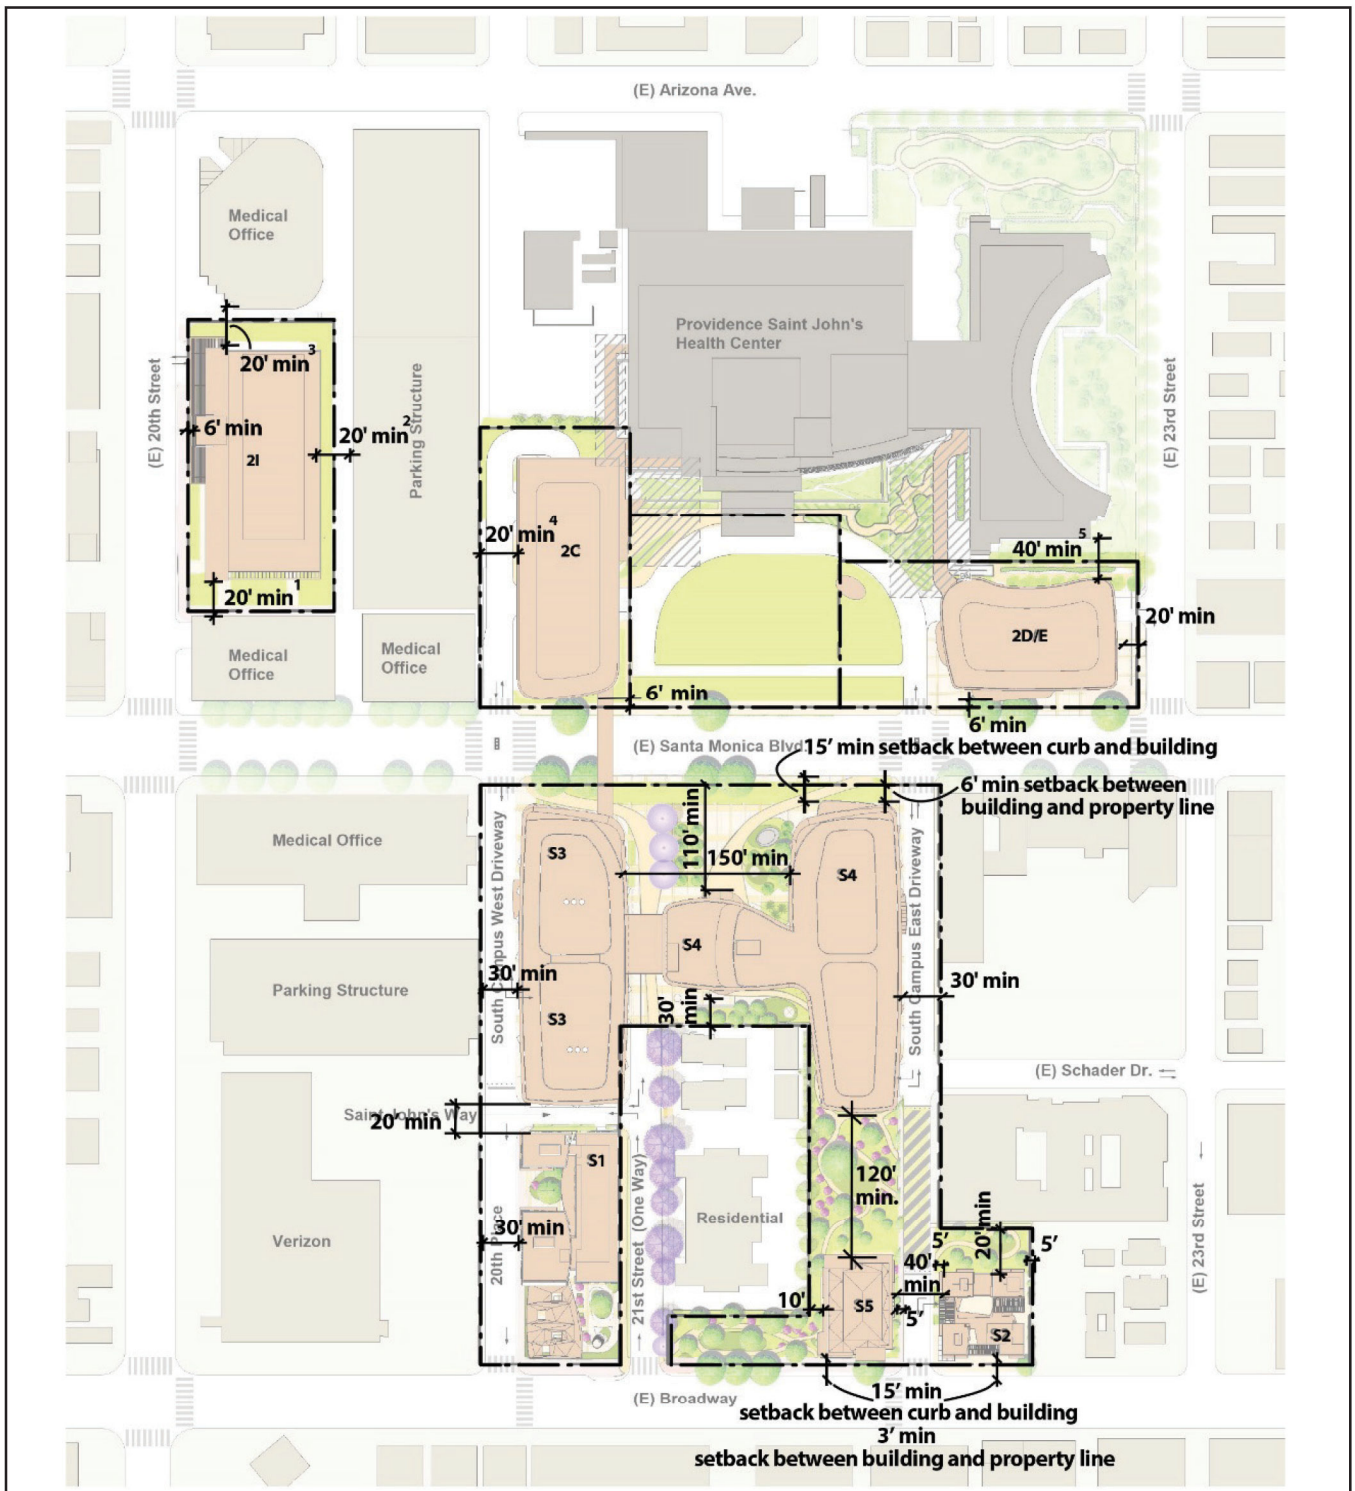 (E) Arizona Ave.
Medical
Office
Providence Saint John's
Health Center
(E) 20th Street
20' min3
6' min
2I
20' min2
Parking Structure
(E) 23rd Street
20' min4
2C
40' min5
20' min1
2D/E
20' min
Medical
Office
Medical
Office
6' min
6' min
(E) Santa Monica Blvd.
15' min setback between curb and building
6' min setback between
building and property line
Medical Office
South Campus West Driveway
S3
110' min
150' min
S4
South Campus East Driveway
S4
Parking Structure
30' min
S3
30' min
30' min
(E) Schader Dr.
Saint John's Way
20' min
S1
21st Street (One Way)
120'
min.
Residential
Verizon
20th Place
30' min
20' min
5'
5'
40'
min
(E) 23rd Street
10'
S5
5'
S2
(E) Broadway
15' min
setback between curb and building
3' min
setback between building and property line